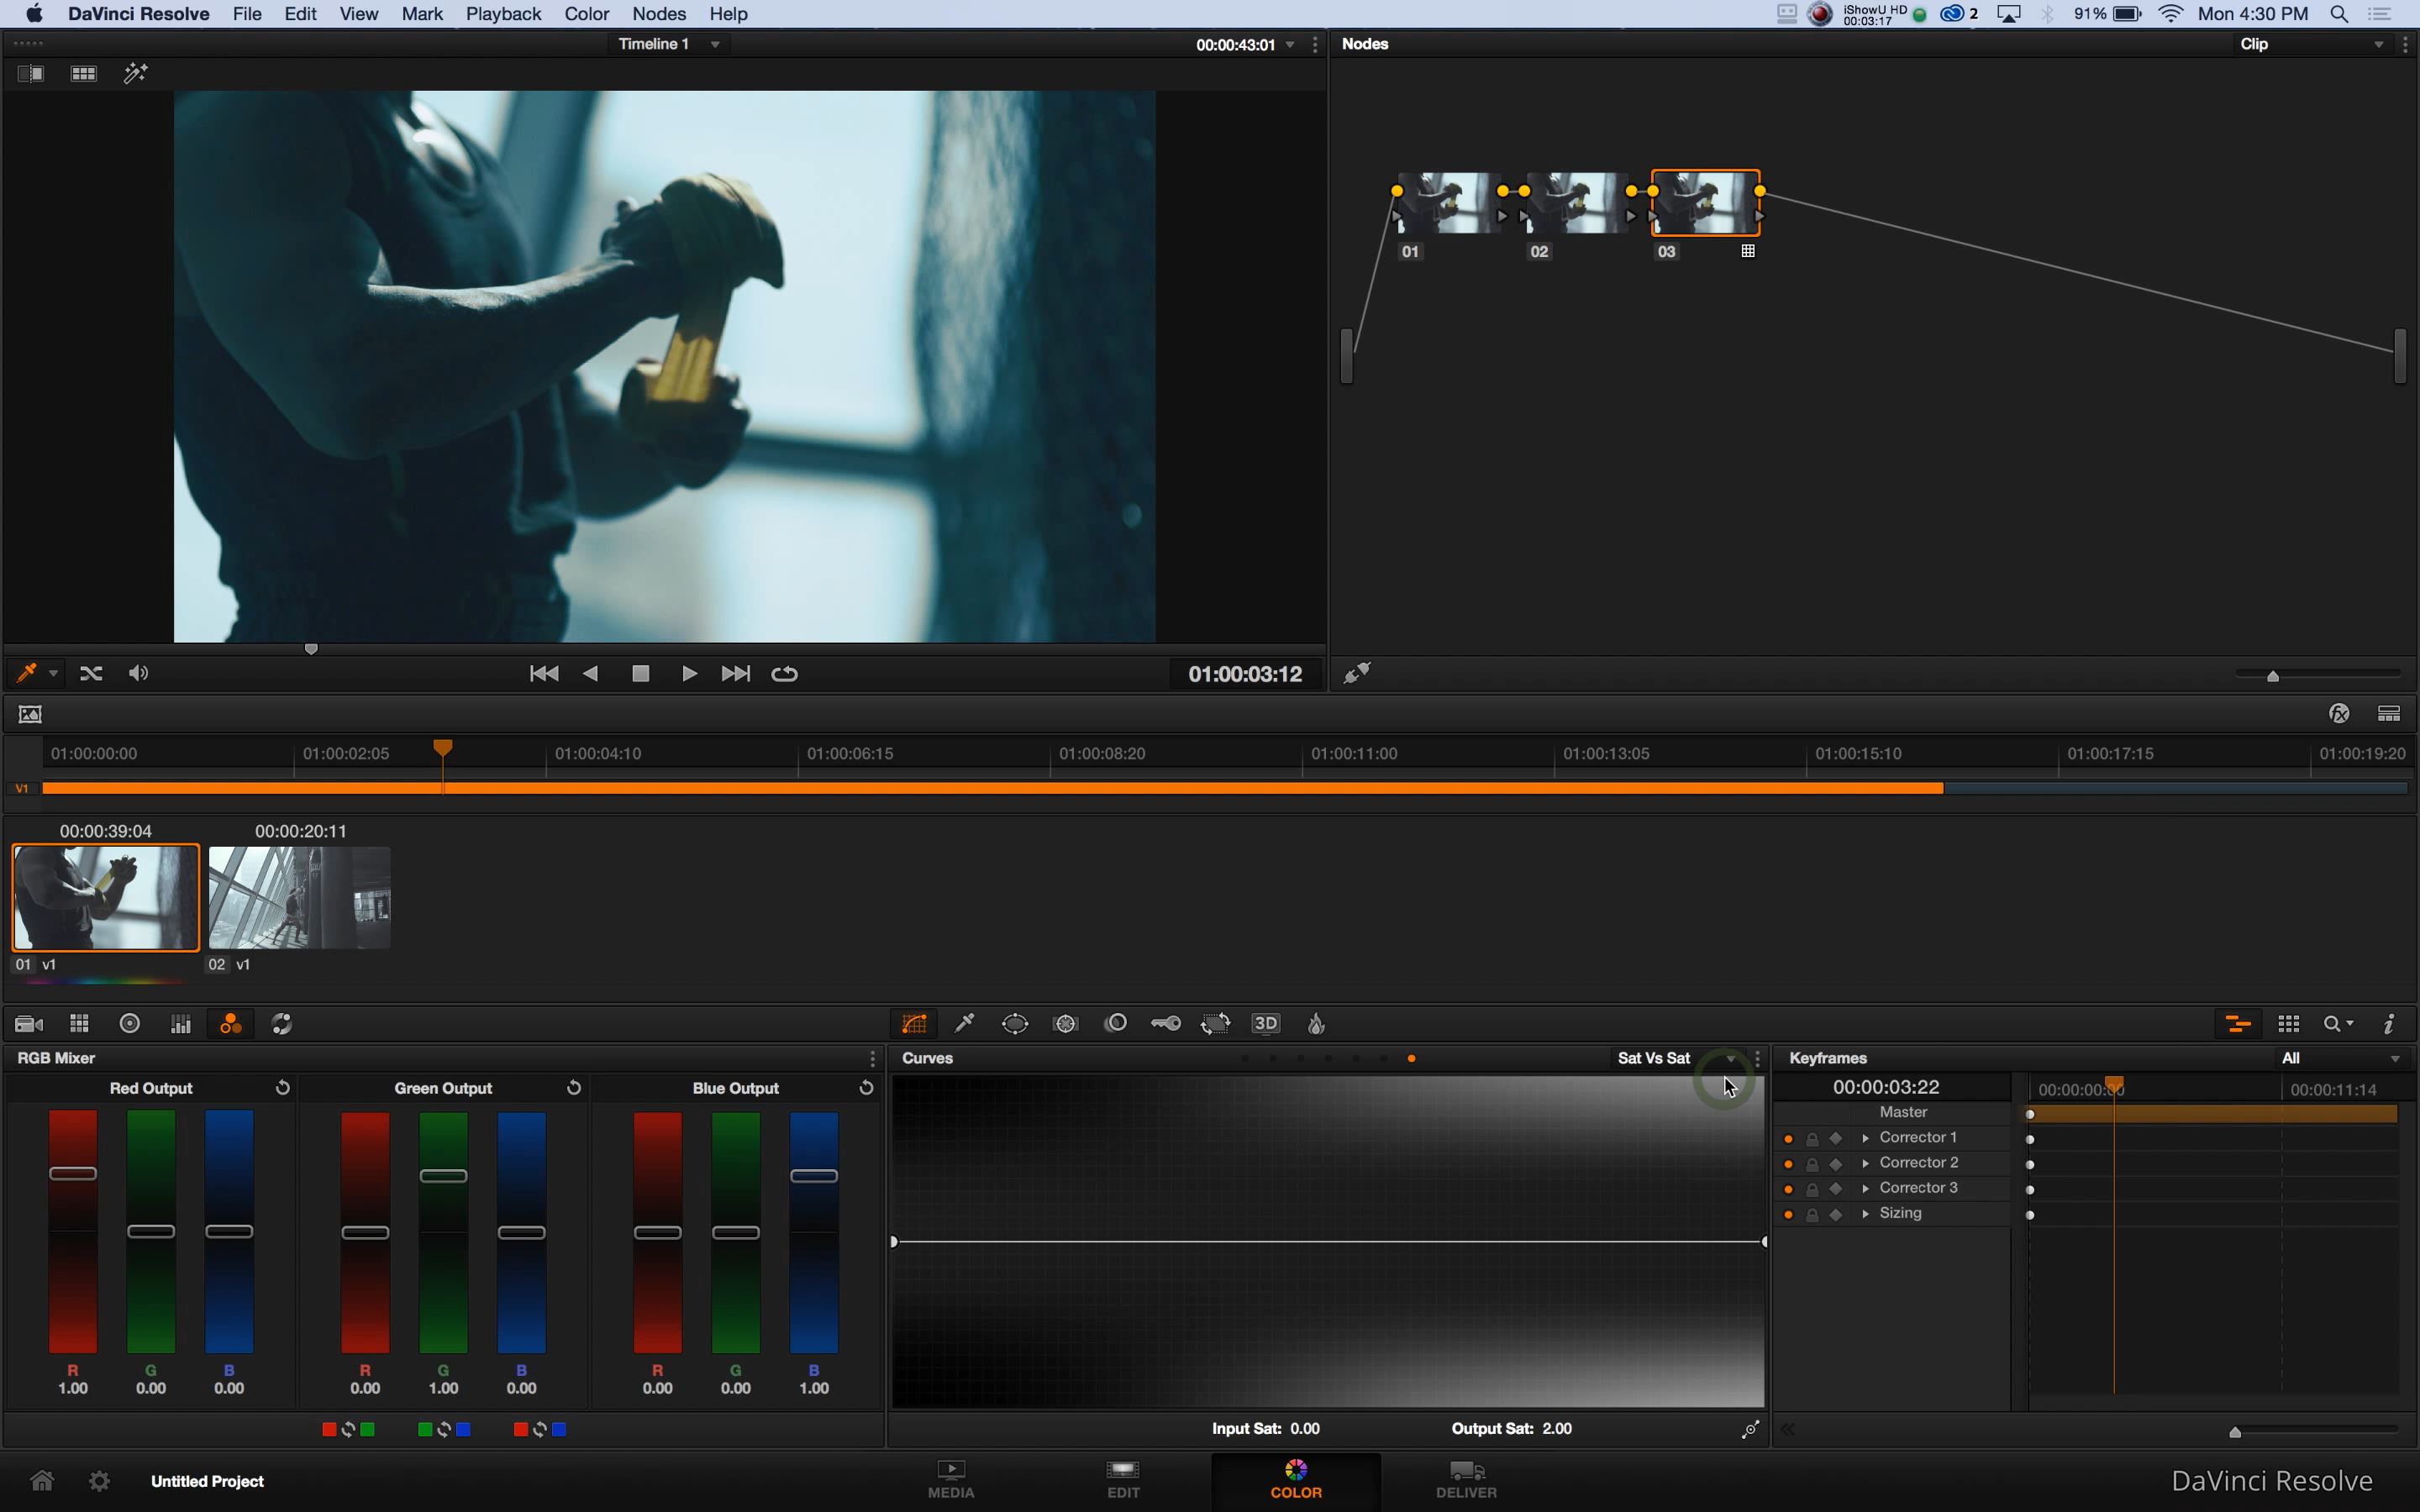 DaVinci Resolve File Edit View Mark Playback Color Nodes Help iShowU HD 00:03:17 2 91% Mon 4:30 PM
Timeline 1 00:00:43:01 Nodes Clip
01 02 03
01:00:03:12
01:00:00:00 01:00:02:05 01:00:04:10 01:00:06:15 01:00:08:20 01:00:11:00 01:00:13:05 01:00:15:10 01:00:17:15 01:00:19:20
V1
00:00:39:04 00:00:20:11
01 v1 02 v1
3D
RGB Mixer Curves Sat Vs Sat Keyframes All
Red Output Green Output Blue Output 00:00:03:22 00:00:00:00 00:00:11:14
Master
Corrector 1
Corrector 2
Corrector 3
Sizing
R G B R G B R G B
1.00 0.00 0.00 0.00 1.00 0.00 0.00 0.00 1.00
Input Sat: 0.00 Output Sat: 2.00
Untitled Project MEDIA EDIT COLOR DELIVER DaVinci Resolve